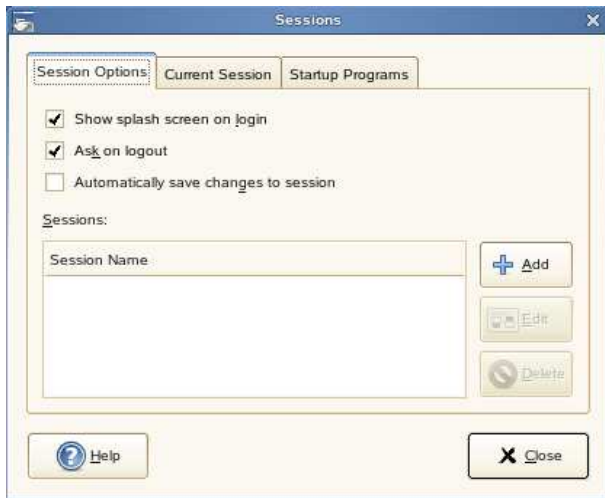 Sessions
Session Options
Current Session
Startup Programs
Show splash screen on login
Ask on logout
Automatically save changes to session
Sessions:
Session Name
Add
Edit
Delete
Help
Close